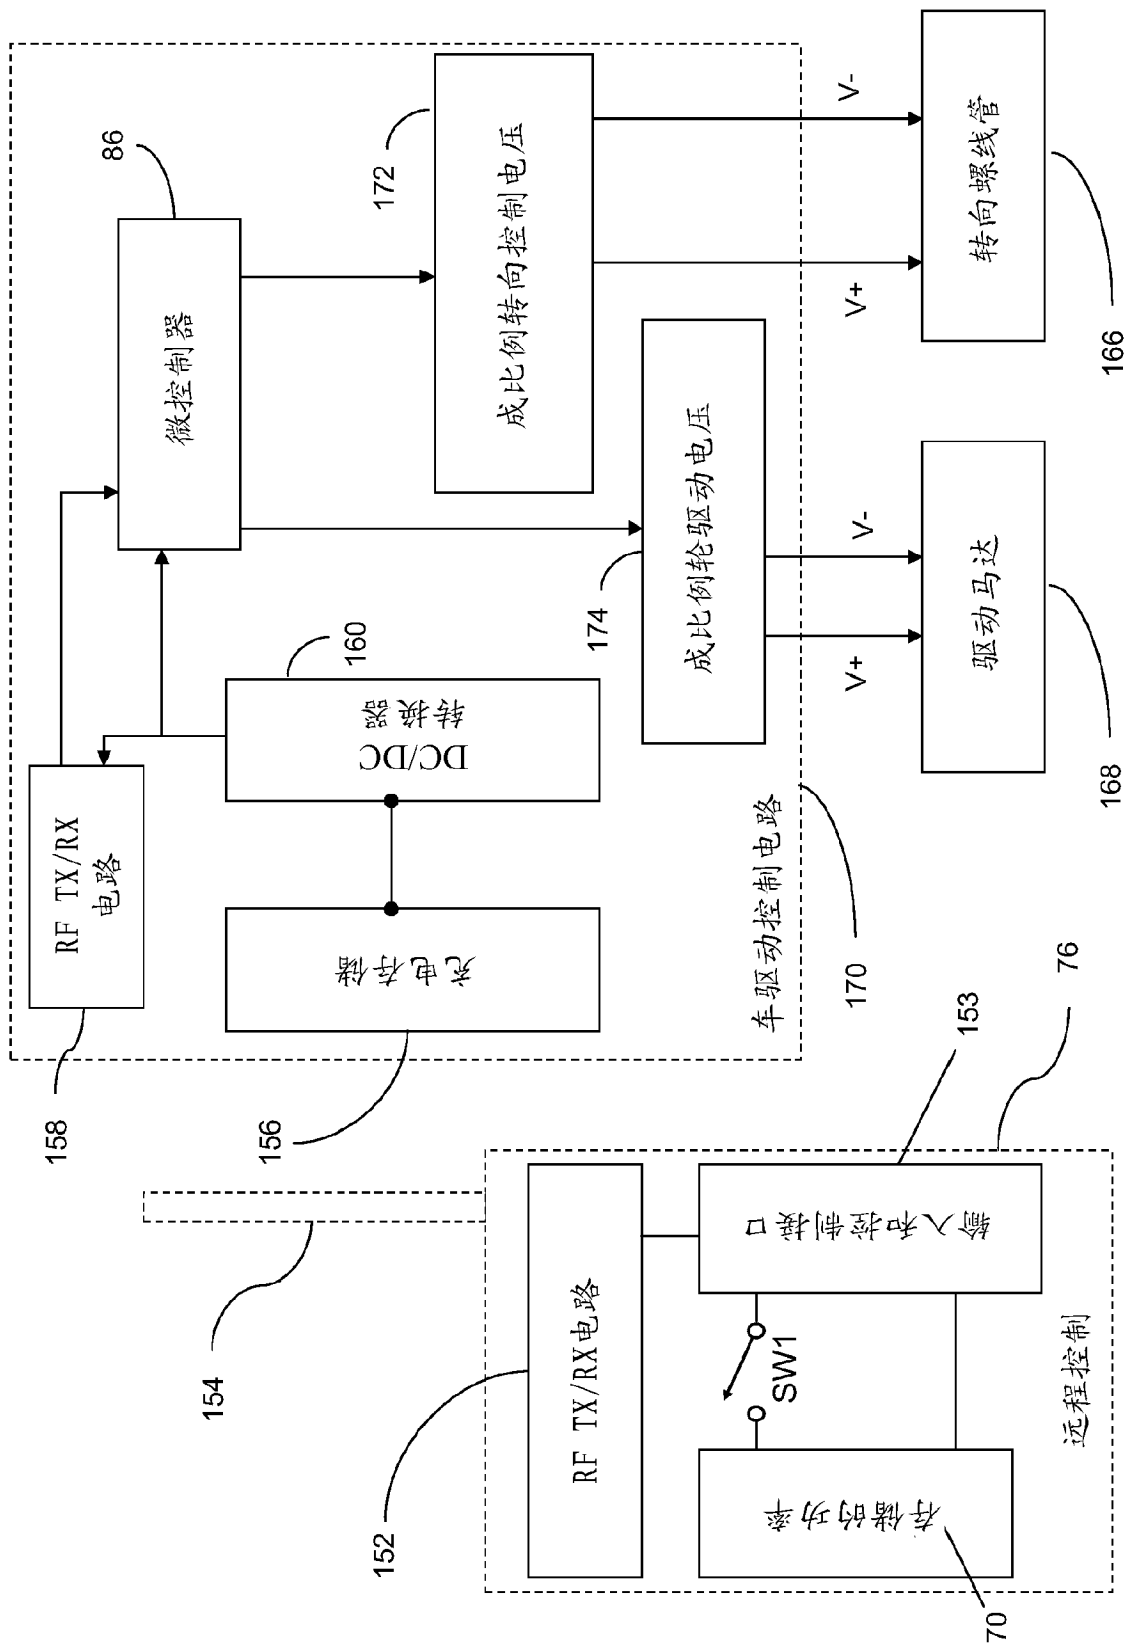 158
RF TX/RX
电路
86
微控制器
160
DC/DC
转换器
156
充电存储
172
成比例转向控制电压
174
成比例轮驱动电压
车驱动控制电路
170
V+
V-
V+
V-
驱动马达
168
转向螺线管
166
154
152
RF TX/RX电路
153
输入和控制接口
SW1
存储的功率
70
远程控制
76